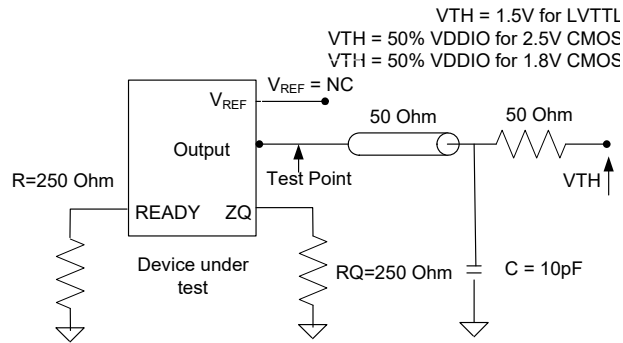 VTH = 1.5V for LVTTL
VTH = 50% VDDIO for 2.5V CMOS
VTH = 50% VDDIO for 1.8V CMOS
VREF = NC
VREF
50 Ohm
50 Ohm
Output
R=250 Ohm
Test Point
VTH
READY
ZQ
Device under
test
RQ=250 Ohm
C = 10pF